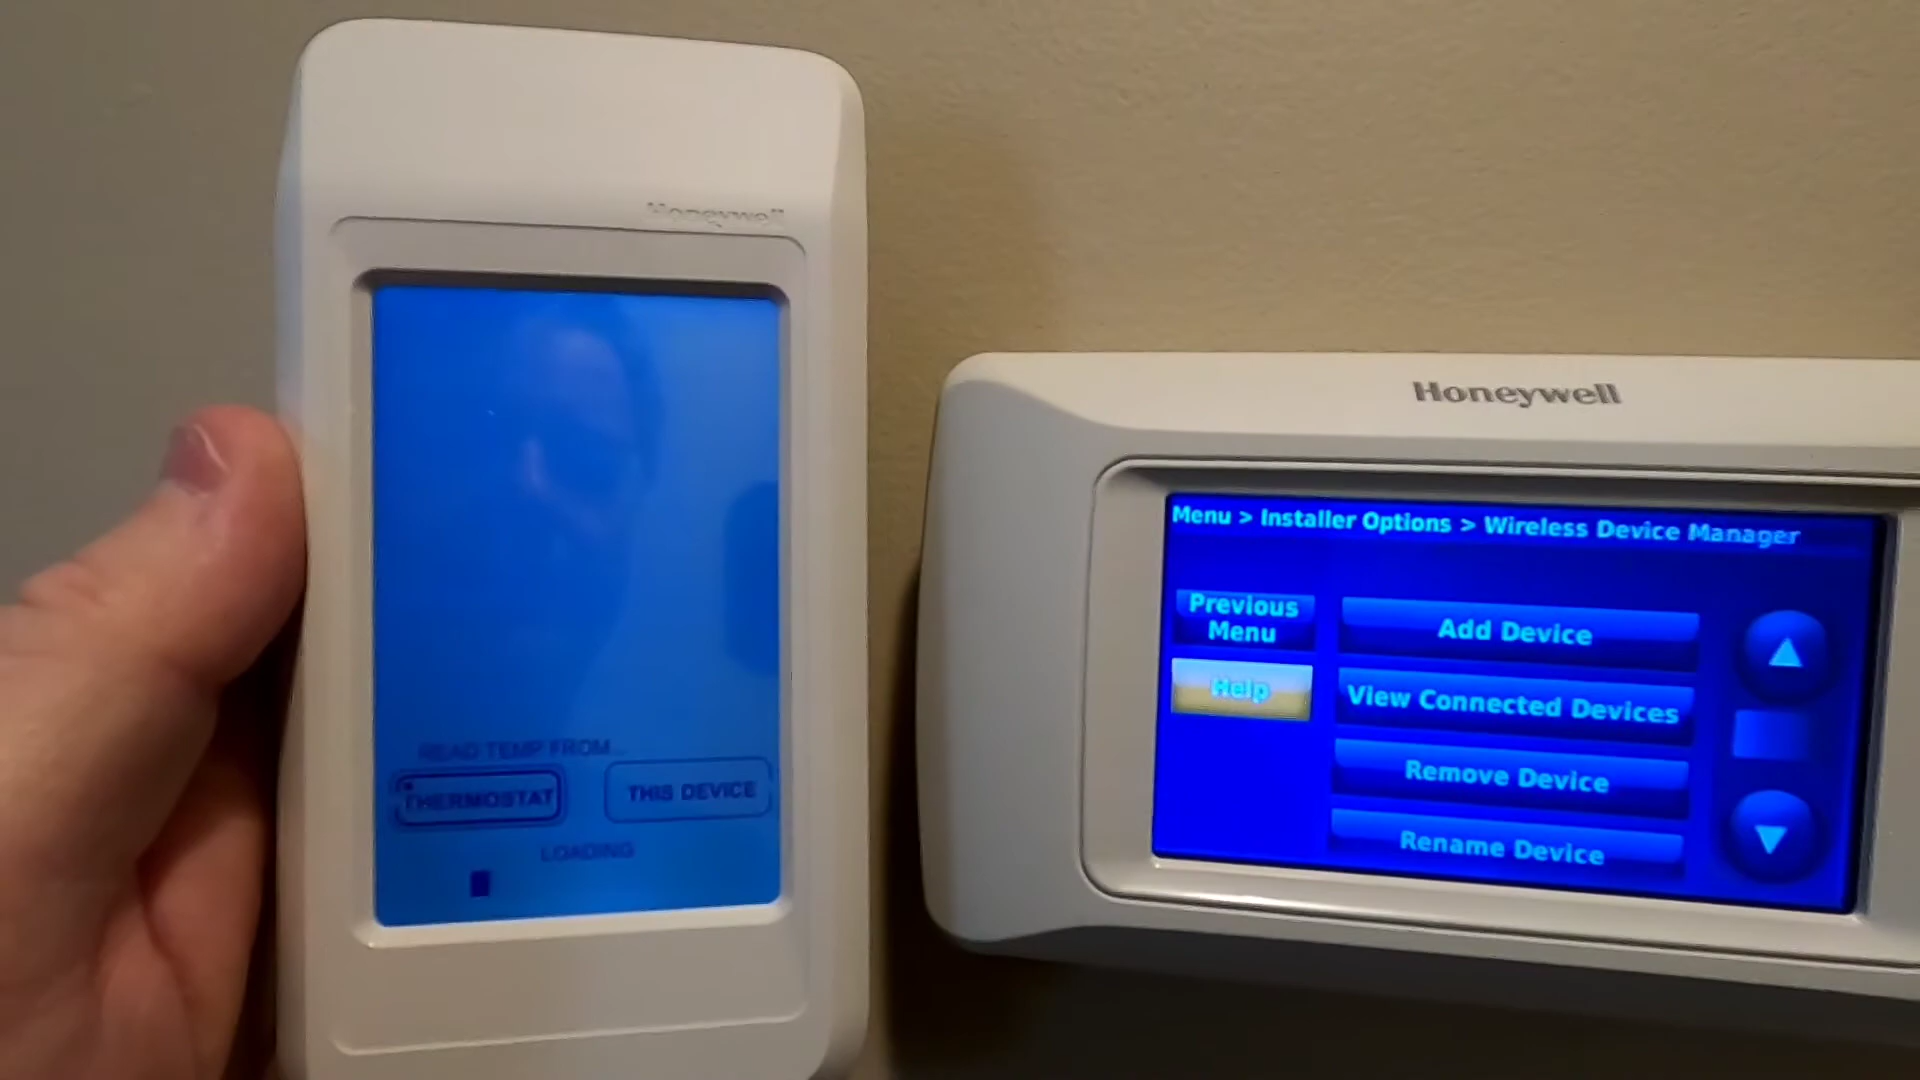 Honeywell
READ TEMP FROM...
THERMOSTAT
THIS DEVICE
LOADING
Honeywell
Menu > Installer Options > Wireless Device Manager
Previous
Menu
Help
Add Device
View Connected Devices
Remove Device
Rename Device